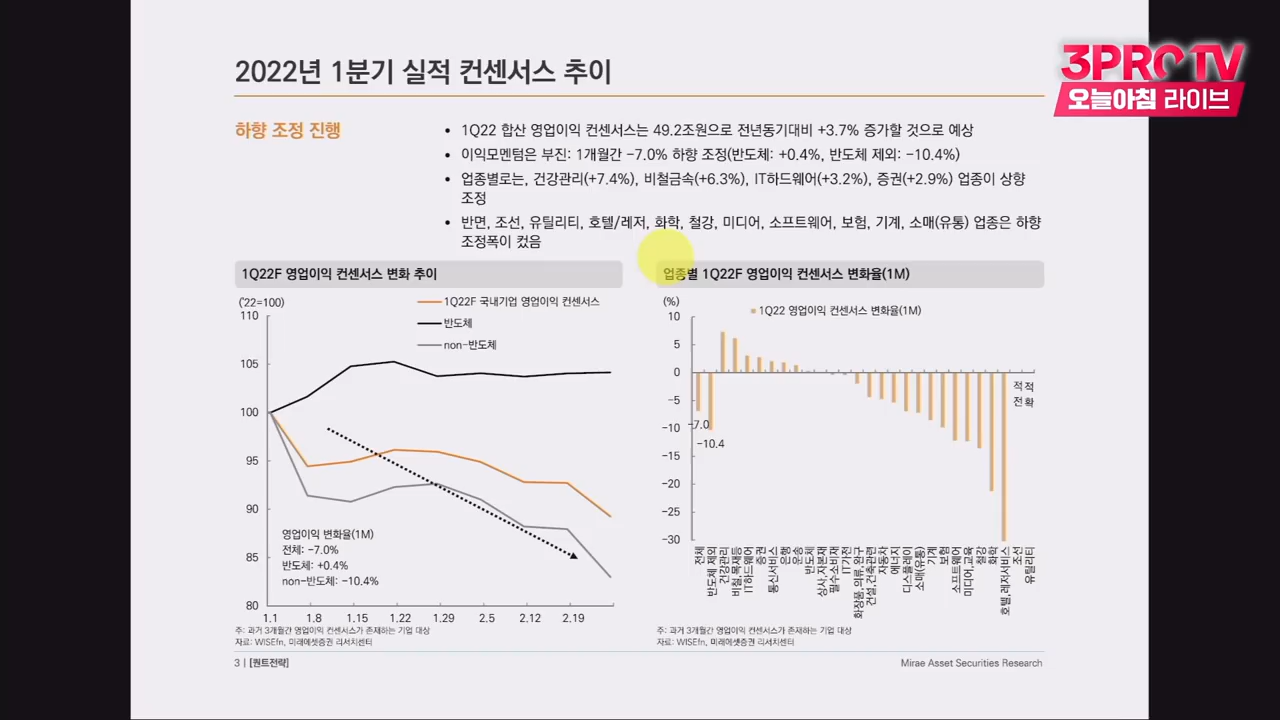 3PRO TV
오늘아침 라이브
2022년 1분기 실적 컨센서스 추이
하향 조정 진행
• 1Q22 합산 영업이익 컨센서스는 49.2조원으로 전년동기대비 +3.7% 증가할 것으로 예상
• 이익모멘텀은 부진: 1개월간 -7.0% 하향 조정(반도체: +0.4%, 반도체 제외: -10.4%)
• 업종별로는, 건강관리(+7.4%), 비철금속(+6.3%), IT하드웨어(+3.2%), 증권(+2.9%) 업종이 상향
조정
• 반면, 조선, 유틸리티, 호텔/레저, 화학, 철강, 미디어, 소프트웨어, 보험, 기계, 소매(유통) 업종은 하향
조정폭이 컸음
1Q22F 영업이익 컨센서스 변화 추이
('22=100)
1Q22F 국내기업 영업이익 컨센서스
반도체
non-반도체
110
105
100
95
90
85
80
영업이익 변화율(1M)
전체: -7.0%
반도체: +0.4%
non-반도체: -10.4%
1.1 1.8 1.15 1.22 1.29 2.5 2.12 2.19
주: 과거 3개월간 영업이익 컨센서스가 존재하는 기업 대상
자료: WISEfn, 미래에셋증권 리서치센터
업종별 1Q22F 영업이익 컨센서스 변화율(1M)
(%)
1Q22 영업이익 컨센서스 변화율(1M)
10
5
0
-5
-10
-15
-20
-25
-30
-7.0
-10.4
적적
전확
전체
반도체 제외
건강관리
비철,목재등
IT하드웨어
증권
통신서비스
은행
운송
반도체
상사,자본재
필수소비재
IT가전
화장품,의류,완구
건설,건축관련
자동차
에너지
디스플레이
소매(유통)
기계
보험
소프트웨어
미디어,교육
철강
화학
호텔,레저서비스
조선
유틸리티
주: 과거 3개월간 영업이익 컨센서스가 존재하는 기업 대상
자료: WISEfn, 미래에셋증권 리서치센터
3 | [퀀트전략]
Mirae Asset Securities Research